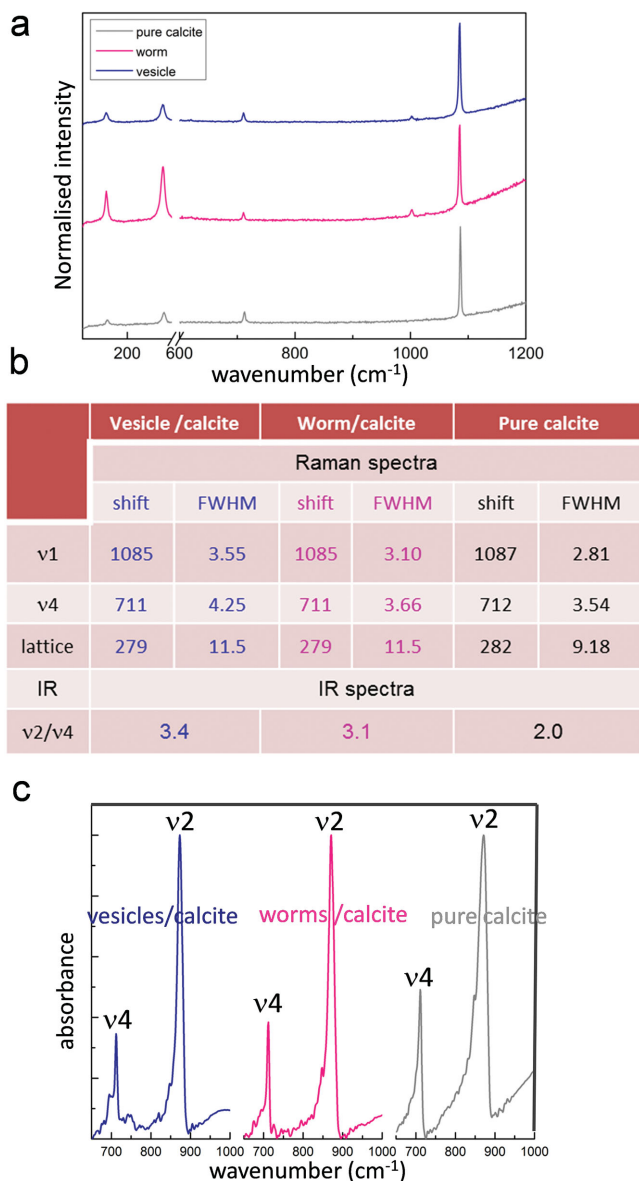 a
pure calcite
worm
vesicle
Normalised intensity
200
600
800
1000
1200
wavenumber (cm-1)
b
Vesicle /calcite Worm/calcite Pure calcite
Raman spectra
shift FWHM shift FWHM shift FWHM
ν1 1085 3.55 1085 3.10 1087 2.81
ν4 711 4.25 711 3.66 712 3.54
lattice 279 11.5 279 11.5 282 9.18
IR IR spectra
ν2/ν4 3.4 3.1 2.0
c
ν2 ν2 ν2
vesicles/calcite worms/calcite pure calcite
ν4 ν4 ν4
absorbance
700 800 900 1000 700 800 900 1000 700 800 900 1000
wavenumber (cm-1)